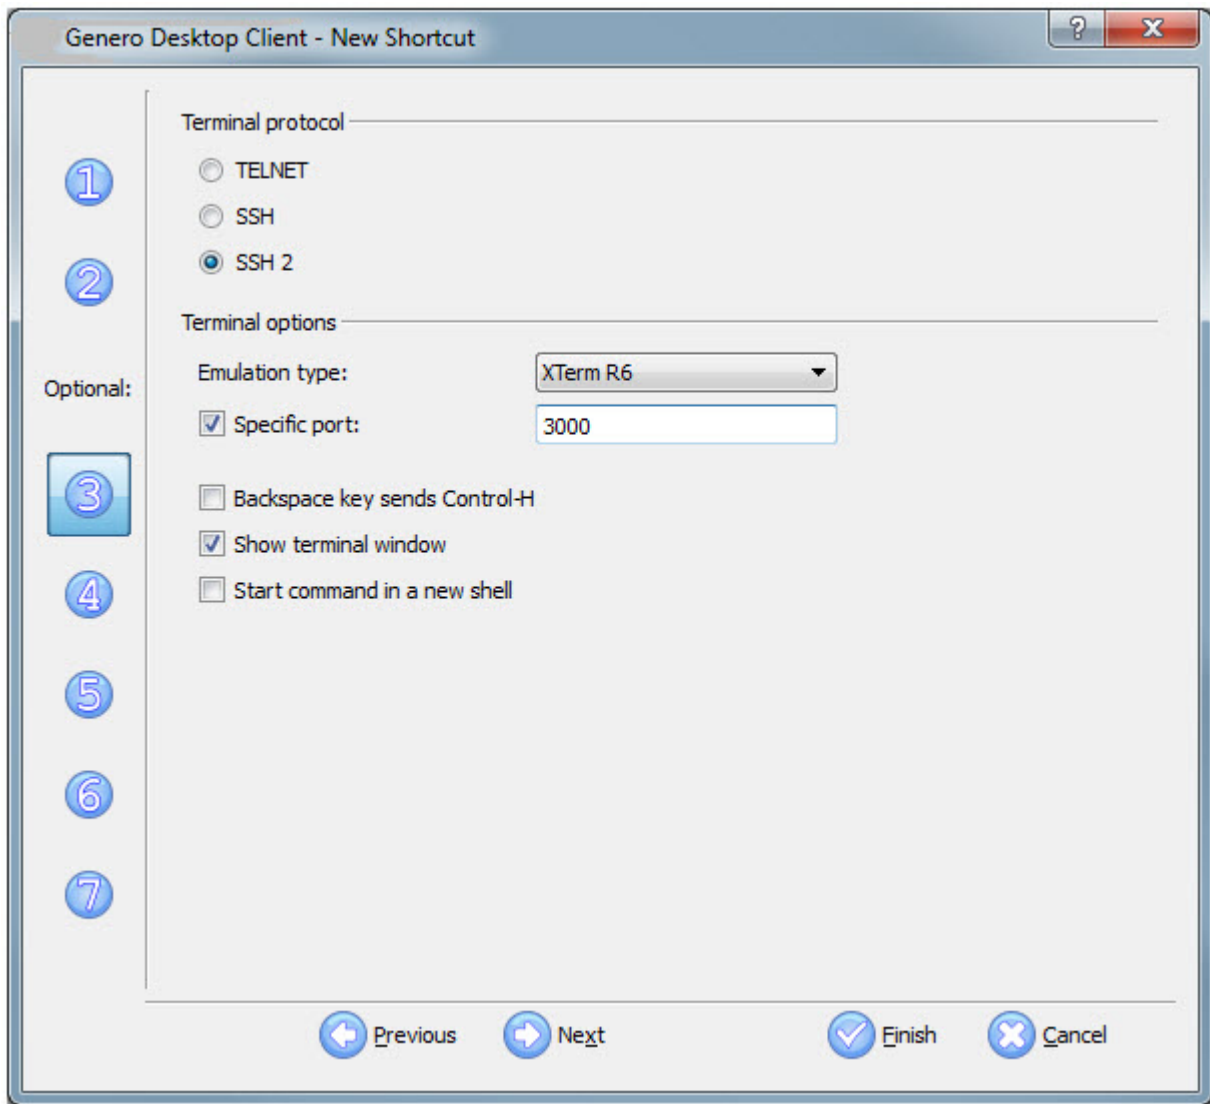 Genero Desktop Client - New Shortcut
?
X
Terminal protocol
1
TELNET
SSH
2
SSH 2
Terminal options
Emulation type: XTerm R6
Optional:
Specific port: 3000
3
Backspace key sends Control-H
Show terminal window
4
Start command in a new shell
5
6
7
Previous Next Finish Cancel